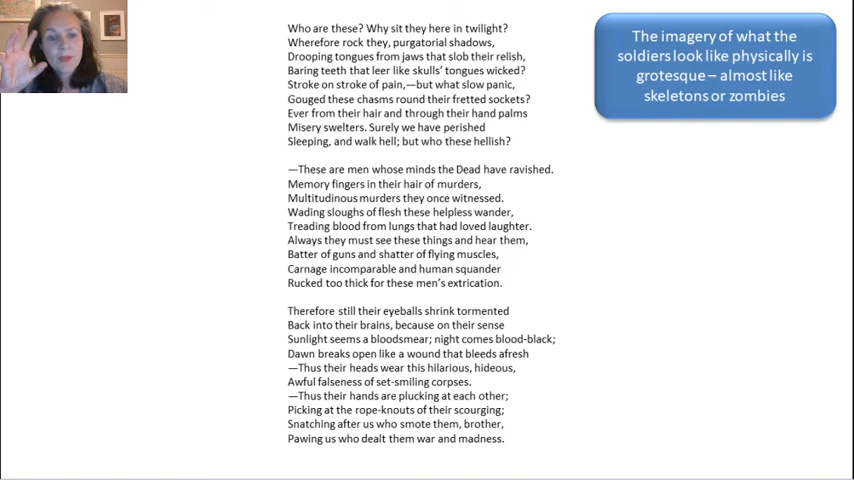 Who are these? Why sit they here in twilight?
Wherefore rock they, purgatorial shadows,
Drooping tongues from jaws that slob their relish,
Baring teeth that leer like skulls' tongues wicked?
Stroke on stroke of pain,—but what slow panic,
Gouged these chasms round their fretted sockets?
Ever from their hair and through their hand palms
Misery swelters. Surely we have perished
Sleeping, and walk hell; but who these hellish?
—These are men whose minds the Dead have ravished.
Memory fingers in their hair of murders,
Multitudinous murders they once witnessed.
Wading sloughs of flesh these helpless wander,
Treading blood from lungs that had loved laughter.
Always they must see these things and hear them,
Batter of guns and shatter of flying muscles,
Carnage incomparable and human squander
Rucked too thick for these men's extrication.
Therefore still their eyeballs shrink tormented
Back into their brains, because on their sense
Sunlight seems a bloodsmear; night comes blood-black;
Dawn breaks open like a wound that bleeds afresh
—Thus their heads wear this hilarious, hideous,
Awful falseness of set-smiling corpses.
—Thus their hands are plucking at each other;
Picking at the rope-knouts of their scourging;
Snatching after us who smote them, brother,
Pawing us who dealt them war and madness.
The imagery of what the
soldiers look like physically is
grotesque – almost like
skeletons or zombies